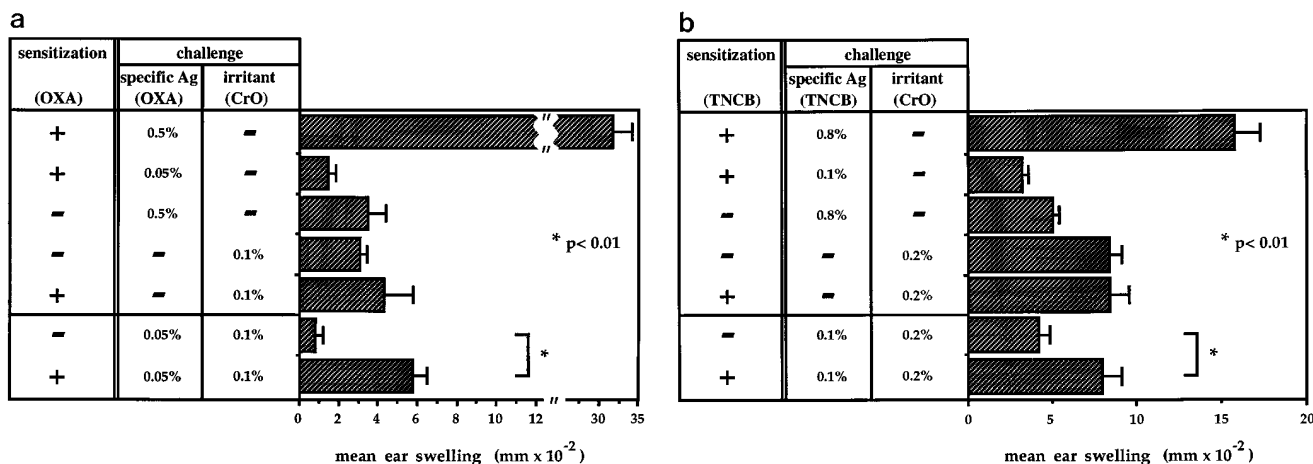 a
sensitization challenge
specific Ag irritant
(OXA) (OXA) (CrO)
+ 0.5% -
+ 0.05% -
- 0.5% -
- - 0.1%
+ - 0.1%
- 0.05% 0.1%
+ 0.05% 0.1%
* p< 0.01
*
0 2 4 6 8 10 12 // 30 35
mean ear swelling (mm x 10-2)
b
sensitization challenge
specific Ag irritant
(TNCB) (TNCB) (CrO)
+ 0.8% -
+ 0.1% -
- 0.8% -
- - 0.2%
+ - 0.2%
- 0.1% 0.2%
+ 0.1% 0.2%
* p< 0.01
*
0 5 10 15 20
mean ear swelling (mm x 10-2)